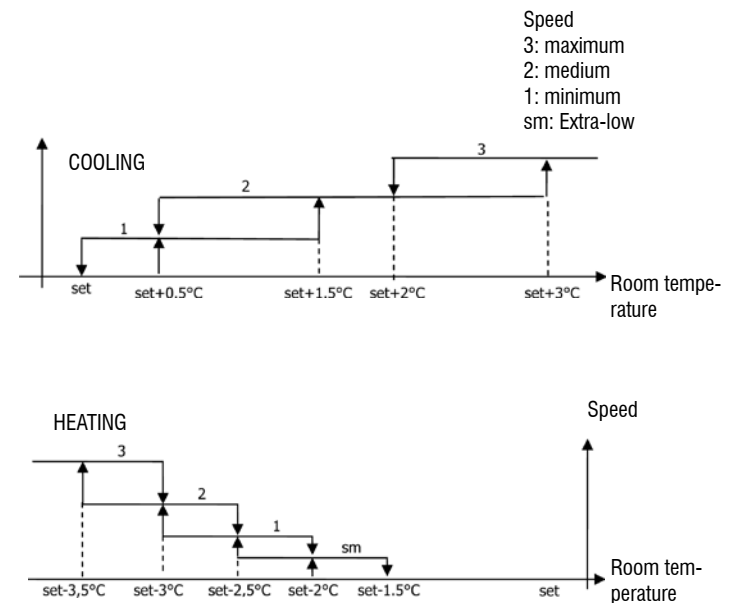 Speed
3: maximum
2: medium
1: minimum
sm: Extra-low
COOLING
3
2
1
set
set+0.5°C
set+1.5°C
set+2°C
set+3°C
Room tempe-
rature
HEATING
Speed
3
2
1
sm
set-3,5°C
set-3°C
set-2,5°C
set-2°C
set-1.5°C
set
Room tem-
perature